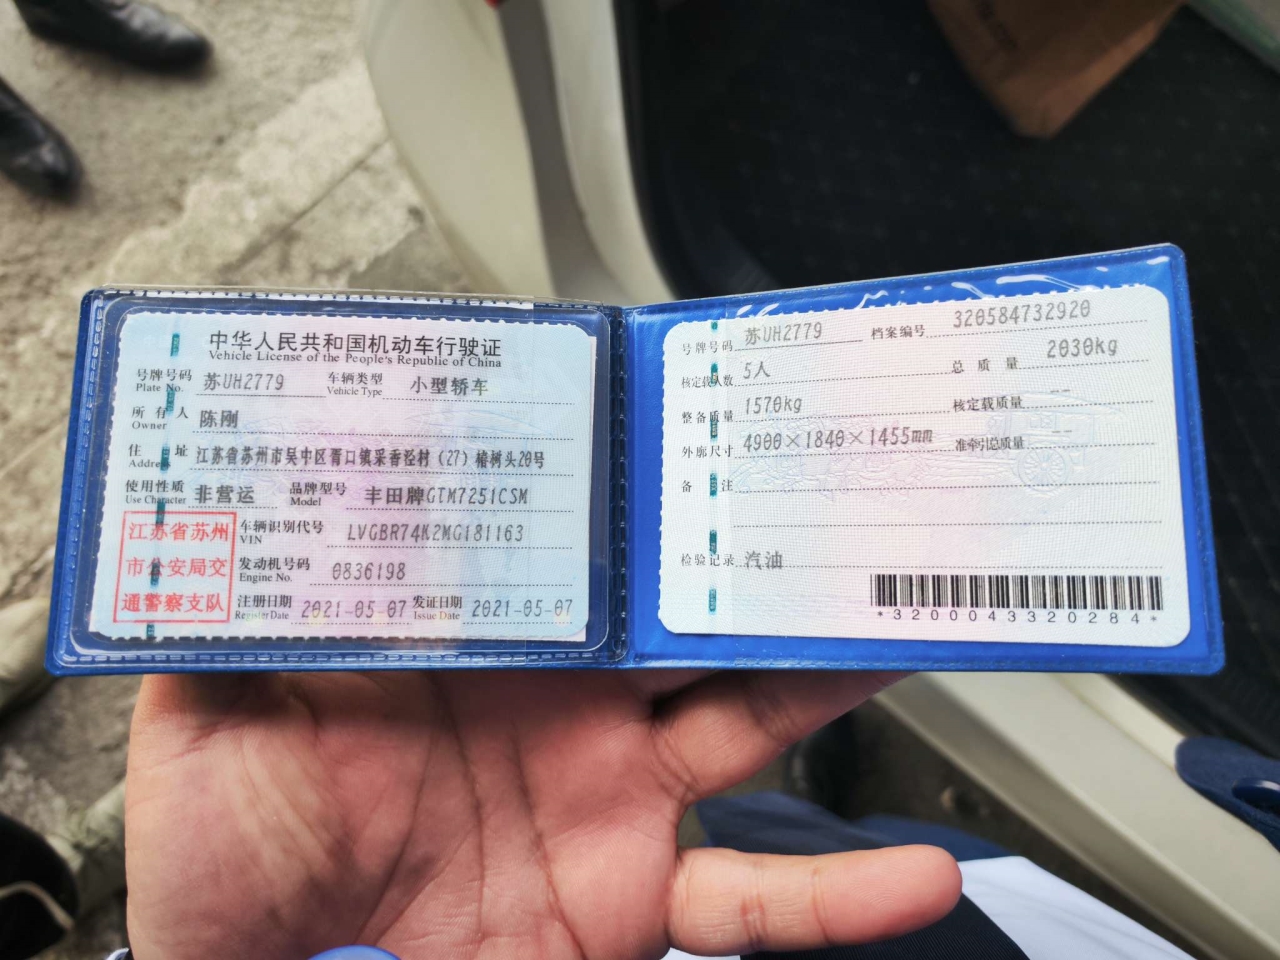 中华人民共和国机动车行驶证
Vehicle License of the People's Republic of China
号牌号码 苏UH2779 车辆类型 小型轿车
Plate No. Vehicle Type
所有人 陈刚
Owner
住址 江苏省苏州市吴中区胥口镇采香泾村(27)椿树头20号
Address
使用性质 非营运 品牌型号 丰田牌GTM7251CSM
Use Character Model
江苏省苏州
市公安局交
通警察支队
车辆识别代号 LVGBR74K2MG181163
VIN
发动机号码 0836198
Engine No.
注册日期 2021-05-07 发证日期 2021-05-07
Register Date Issue Date
号牌号码 苏UH2779 档案编号 320584732920
核定载人数 5人 总质量 2030kg
整备质量 1570kg 核定载质量 --
外廓尺寸 4900×1840×1455mm 准牵引总质量 --
备注
检验记录 汽油
*3200043320284*